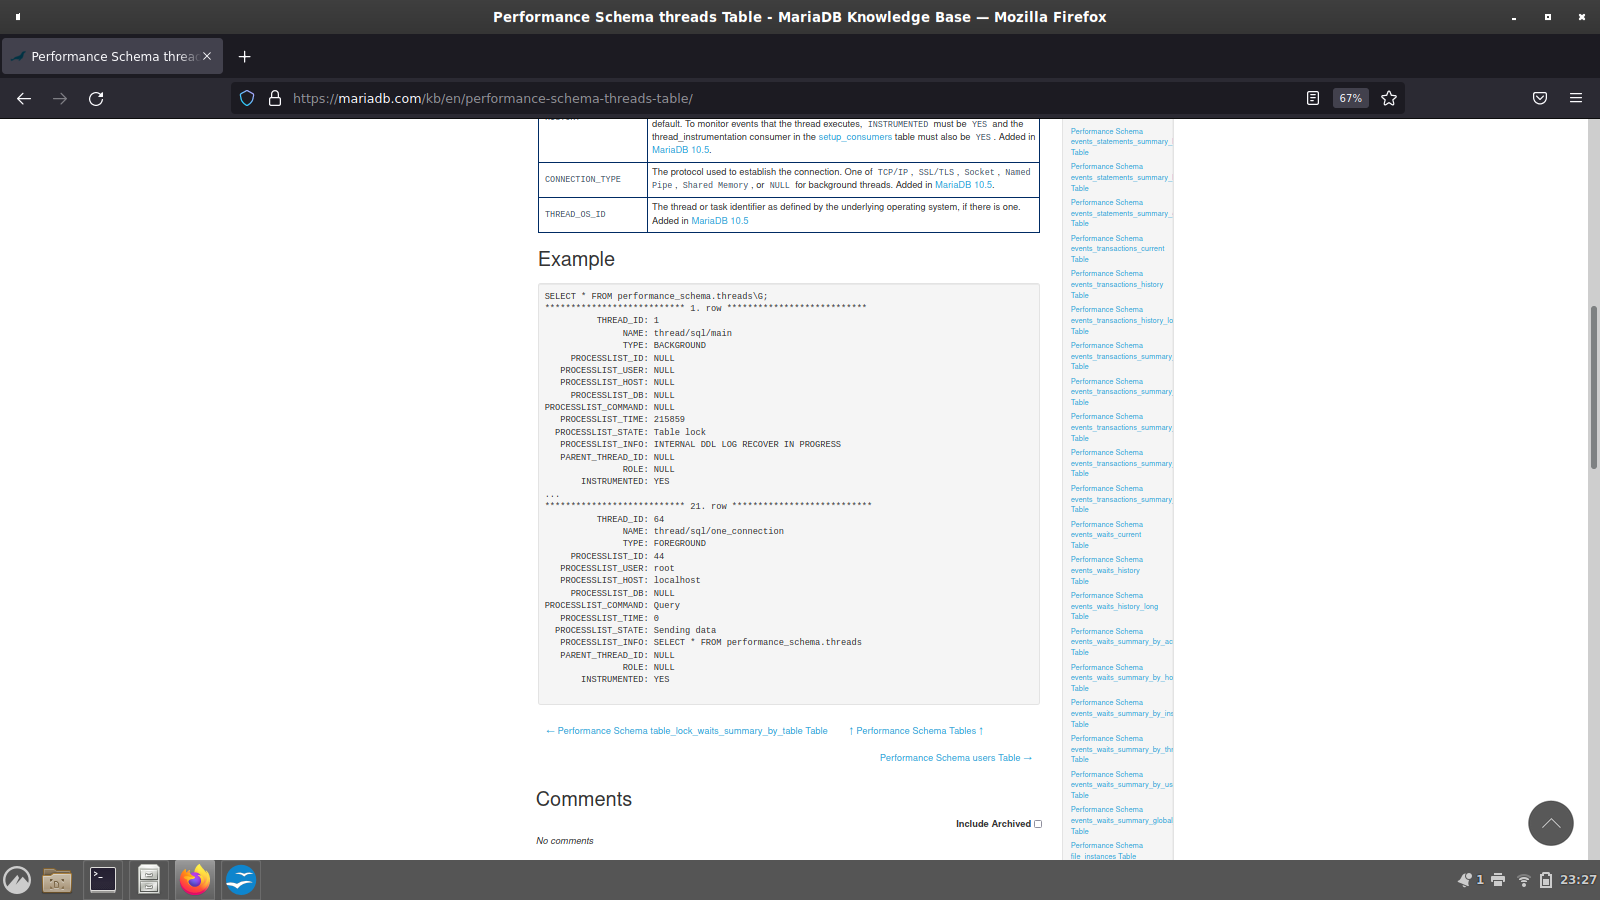 Performance Schema threads Table - MariaDB Knowledge Base — Mozilla Firefox
Performance Schema threa
https://mariadb.com/kb/en/performance-schema-threads-table/
67%
default. To monitor events that the thread executes, INSTRUMENTED must be YES and the
thread_instrumentation consumer in the setup_consumers table must also be YES . Added in
MariaDB 10.5.
CONNECTION_TYPE
The protocol used to establish the connection. One of TCP/IP , SSL/TLS , Socket , Named
Pipe , Shared Memory , or NULL for background threads. Added in MariaDB 10.5.
THREAD_OS_ID
The thread or task identifier as defined by the underlying operating system, if there is one.
Added in MariaDB 10.5
Example
SELECT * FROM performance_schema.threads\G;
*************************** 1. row ***************************
THREAD_ID: 1
NAME: thread/sql/main
TYPE: BACKGROUND
PROCESSLIST_ID: NULL
PROCESSLIST_USER: NULL
PROCESSLIST_HOST: NULL
PROCESSLIST_DB: NULL
PROCESSLIST_COMMAND: NULL
PROCESSLIST_TIME: 215859
PROCESSLIST_STATE: Table lock
PROCESSLIST_INFO: INTERNAL DDL LOG RECOVER IN PROGRESS
PARENT_THREAD_ID: NULL
ROLE: NULL
INSTRUMENTED: YES
...
*************************** 21. row ***************************
THREAD_ID: 64
NAME: thread/sql/one_connection
TYPE: FOREGROUND
PROCESSLIST_ID: 44
PROCESSLIST_USER: root
PROCESSLIST_HOST: localhost
PROCESSLIST_DB: NULL
PROCESSLIST_COMMAND: Query
PROCESSLIST_TIME: 0
PROCESSLIST_STATE: Sending data
PROCESSLIST_INFO: SELECT * FROM performance_schema.threads
PARENT_THREAD_ID: NULL
ROLE: NULL
INSTRUMENTED: YES
← Performance Schema table_lock_waits_summary_by_table Table
↑ Performance Schema Tables ↑
Performance Schema users Table →
Comments
Include Archived
No comments
Performance Schema
events_statements_summary_
Table
Performance Schema
events_statements_summary_
Table
Performance Schema
events_statements_summary_
Table
Performance Schema
events_transactions_current
Table
Performance Schema
events_transactions_history
Table
Performance Schema
events_transactions_history_lo
Table
Performance Schema
events_transactions_summary_
Table
Performance Schema
events_transactions_summary_
Table
Performance Schema
events_transactions_summary_
Table
Performance Schema
events_transactions_summary_
Table
Performance Schema
events_transactions_summary_
Table
Performance Schema
events_waits_current
Table
Performance Schema
events_waits_history
Table
Performance Schema
events_waits_history_long
Table
Performance Schema
events_waits_summary_by_ac
Table
Performance Schema
events_waits_summary_by_ho
Table
Performance Schema
events_waits_summary_by_ins
Table
Performance Schema
events_waits_summary_by_thr
Table
Performance Schema
events_waits_summary_by_us
Table
Performance Schema
events_waits_summary_global
Table
Performance Schema
file_instances Table
1
23:27